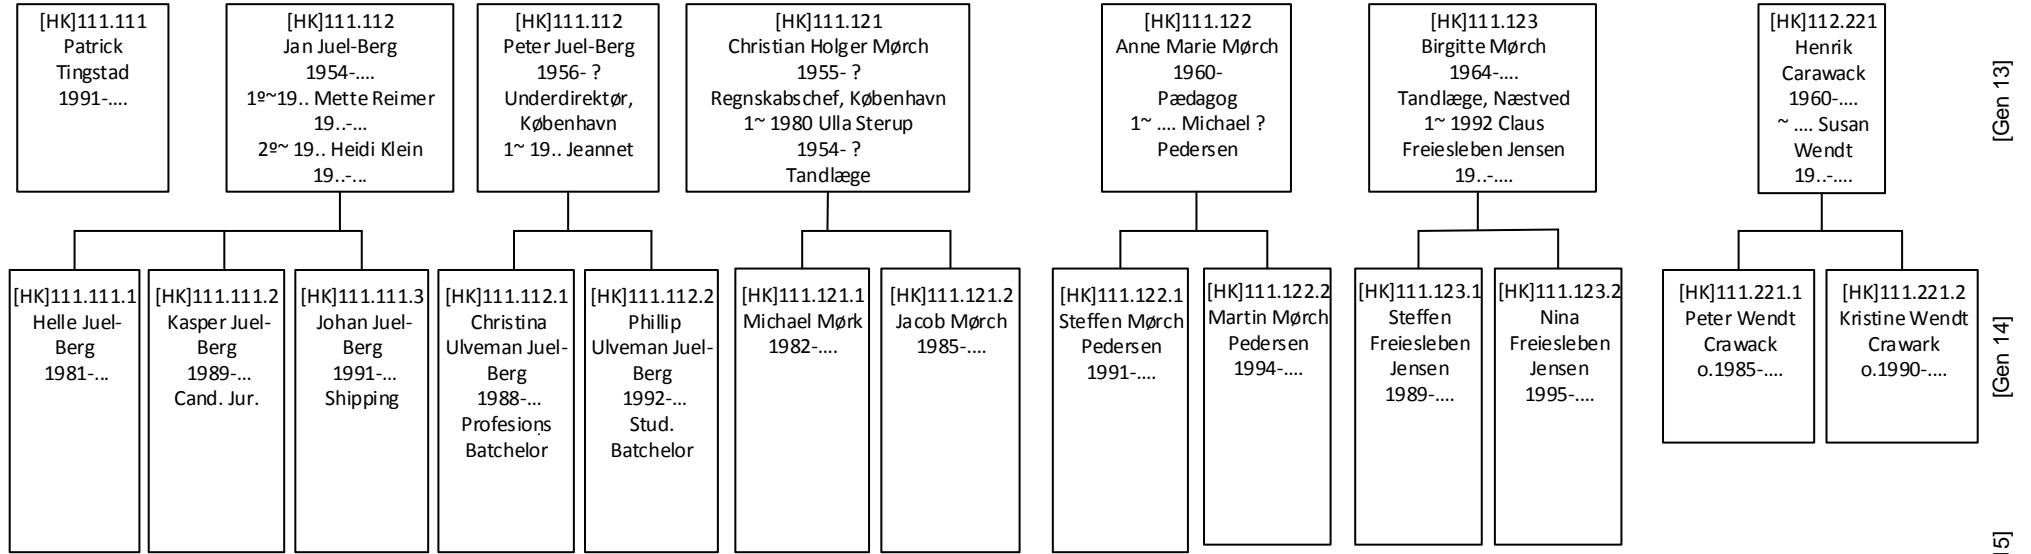 [HK]111.111
Patrick
Tingstad
1991-....
[HK]111.112
Jan Juel-Berg
1954-....
1º~19.. Mette Reimer
19..-...
2º~ 19.. Heidi Klein
19..-...
[HK]111.112
Peter Juel-Berg
1956- ?
Underdirektør,
København
1~ 19.. Jeannet
[HK]111.121
Christian Holger Mørch
1955- ?
Regnskabschef, København
1~ 1980 Ulla Sterup
1954- ?
Tandlæge
[HK]111.122
Anne Marie Mørch
1960-
Pædagog
1~ .... Michael ?
Pedersen
[HK]111.123
Birgitte Mørch
1964-....
Tandlæge, Næstved
1~ 1992 Claus
Freiesleben Jensen
19..-....
[HK]112.221
Henrik
Carawack
1960-....
~ .... Susan
Wendt
19..-....
[Gen 13]
[HK]111.111.1
Helle Juel-
Berg
1981-...
[HK]111.111.2
Kasper Juel-
Berg
1989-...
Cand. Jur.
[HK]111.111.3
Johan Juel-
Berg
1991-...
Shipping
[HK]111.112.1
Christina
Ulveman Juel-
Berg
1988-...
Profesions
Batchelor
[HK]111.112.2
Phillip
Ulveman Juel-
Berg
1992-...
Stud.
Batchelor
[HK]111.121.1
Michael Mørk
1982-....
[HK]111.121.2
Jacob Mørch
1985-....
[HK]111.122.1
Steffen Mørch
Pedersen
1991-....
[HK]111.122.2
Martin Mørch
Pedersen
1994-....
[HK]111.123.1
Steffen
Freiesleben
Jensen
1989-....
[HK]111.123.2
Nina
Freiesleben
Jensen
1995-....
[HK]111.221.1
Peter Wendt
Crawack
o.1985-....
[HK]111.221.2
Kristine Wendt
Crawark
o.1990-....
[Gen 14]